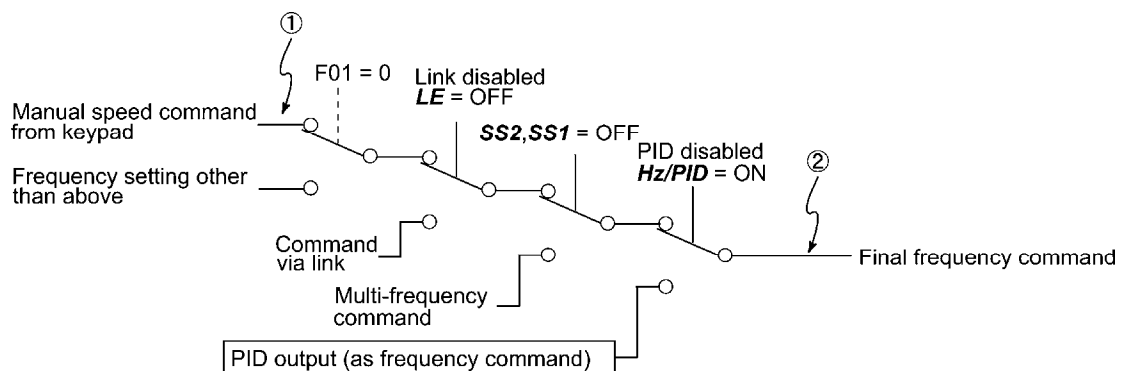 ①
F01 = 0
Link disabled
LE = OFF
Manual speed command
from keypad
SS2,SS1 = OFF
PID disabled
Hz/PID = ON
②
Frequency setting other
than above
Command
via link
Final frequency command
Multi-frequency
command
PID output (as frequency command)